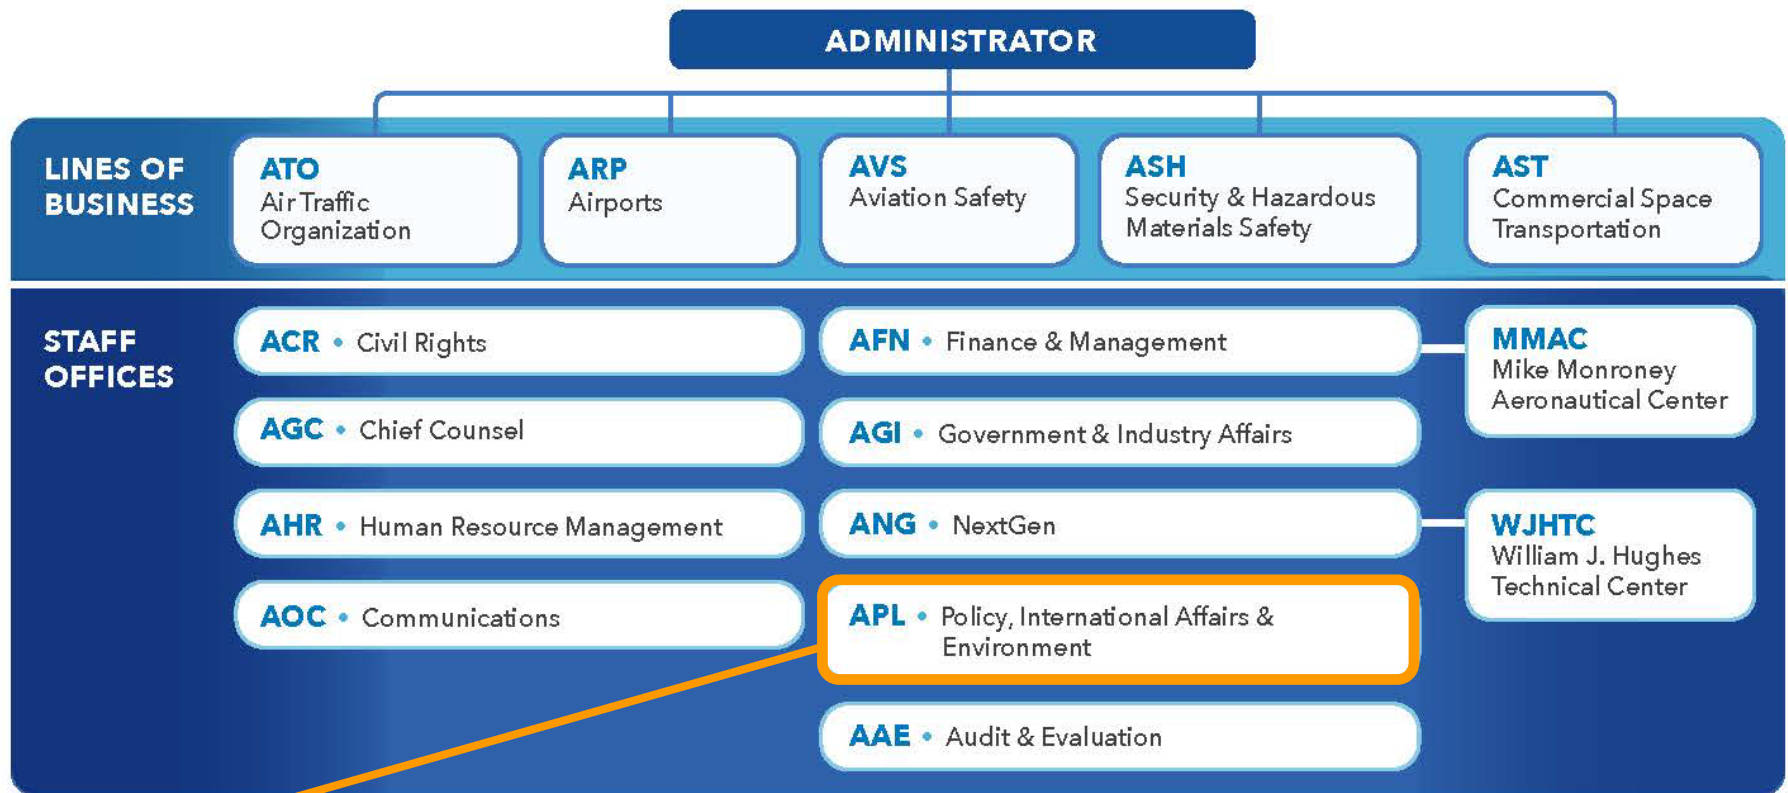 ADMINISTRATOR
LINES OF
BUSINESS
ATO
Air Traffic
Organization
ARP
Airports
AVS
Aviation Safety
ASH
Security & Hazardous
Materials Safety
AST
Commercial Space
Transportation
STAFF
OFFICES
ACR • Civil Rights
AGC • Chief Counsel
AHR • Human Resource Management
AOC • Communications
AFN • Finance & Management
AGI • Government & Industry Affairs
ANG • NextGen
APL • Policy, International Affairs &
Environment
AAE • Audit & Evaluation
MMAC
Mike Monroney
Aeronautical Center
WJHTC
William J. Hughes
Technical Center